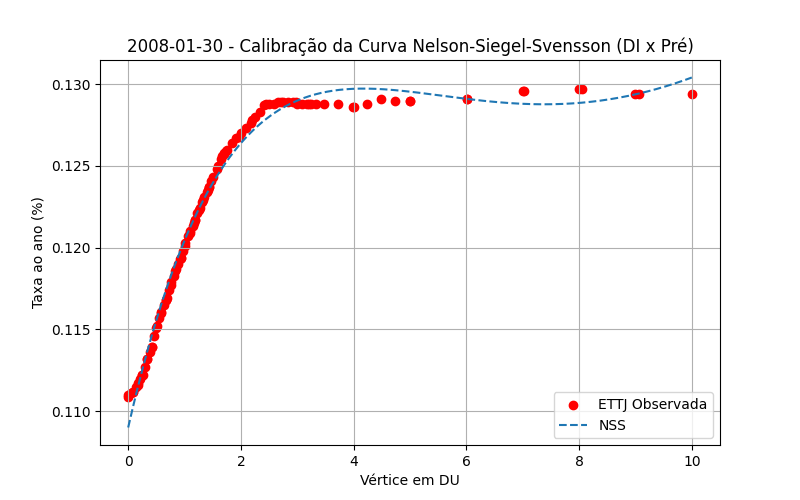 2008-01-30 - Calibração da Curva Nelson-Siegel-Svensson (DI x Pré)
Taxa ao ano (%)
0.130
0.125
0.120
0.115
0.110
ETTJ Observada
NSS
0 2 4 6 8 10
Vértice em DU